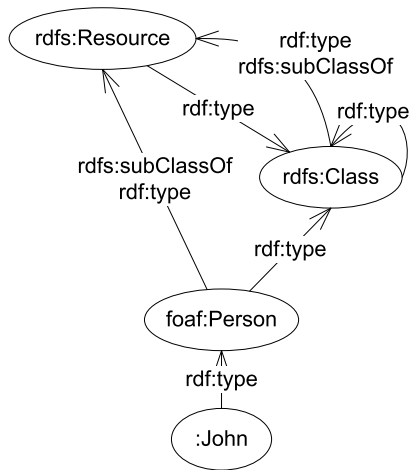 rdfs:Resource
rdf:type
rdfs:subClassOf
rdf:type
rdf:type
rdfs:subClassOf
rdf:type
rdfs:Class
rdf:type
foaf:Person
rdf:type
:John